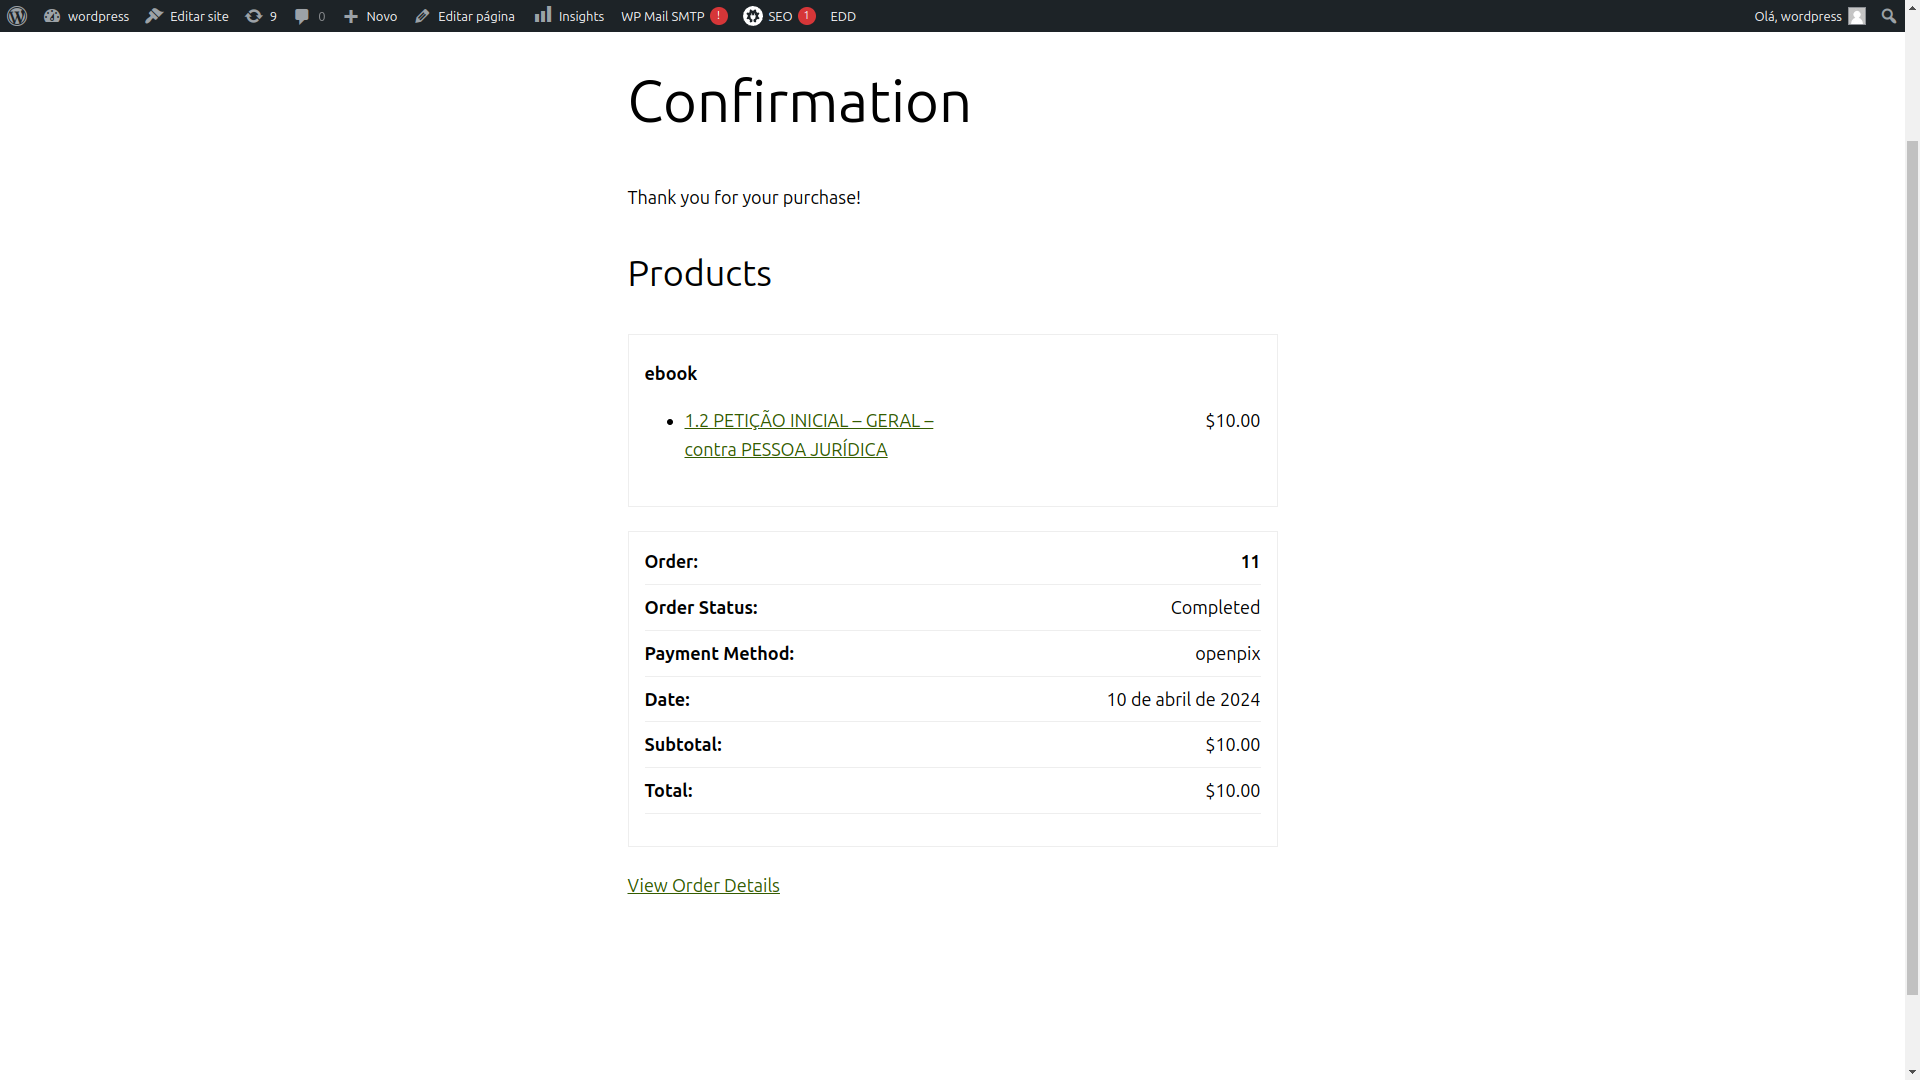 wordpress Editar site 9 0 Novo Editar página Insights WP Mail SMTP ! SEO 1 EDD Olá, wordpress
Confirmation
Thank you for your purchase!
Products
ebook
1.2 PETIÇÃO INICIAL – GERAL – $10.00
contra PESSOA JURÍDICA
Order: 11
Order Status: Completed
Payment Method: openpix
Date: 10 de abril de 2024
Subtotal: $10.00
Total: $10.00
View Order Details